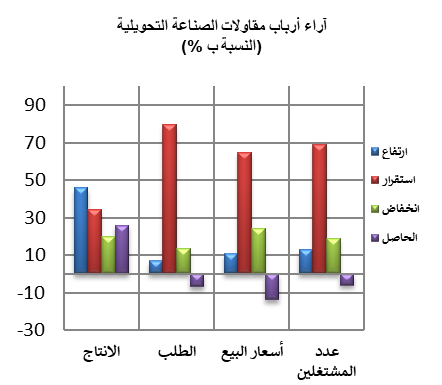 آراء أرباب مقاولات الصناعة التحويلية
(النسبة ب %)
90
70
50
30
10
-10
-30
ارتفاع
استقرار
انخفاض
الحاصل
الانتاج
الطلب
أسعار البيع
عدد
المشتغلين